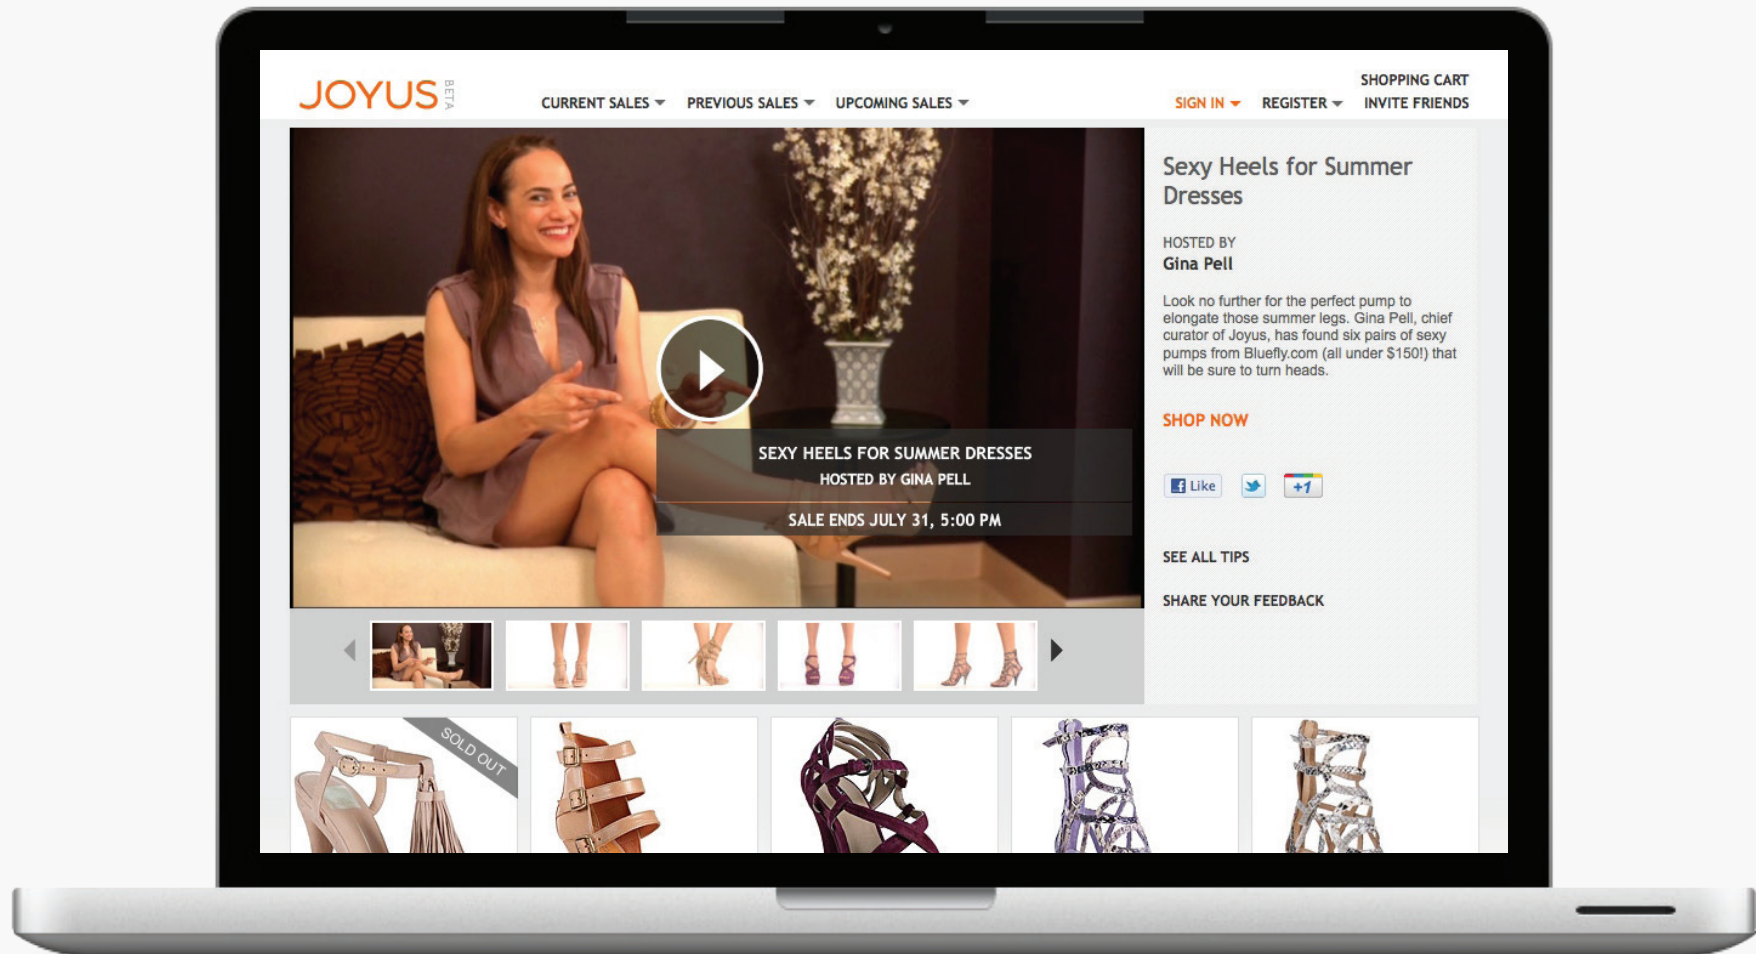 JOYUS BETA
CURRENT SALES
PREVIOUS SALES
UPCOMING SALES
SIGN IN
REGISTER
SHOPPING CART
INVITE FRIENDS
SEXY HEELS FOR SUMMER DRESSES
HOSTED BY GINA PELL
SALE ENDS JULY 31, 5:00 PM
Sexy Heels for Summer
Dresses
HOSTED BY
Gina Pell
Look no further for the perfect pump to
elongate those summer legs. Gina Pell, chief
curator of Joyus, has found six pairs of sexy
pumps from Bluefly.com (all under $150!) that
will be sure to turn heads.
SHOP NOW
f Like
+1
SEE ALL TIPS
SHARE YOUR FEEDBACK
SOLD OUT